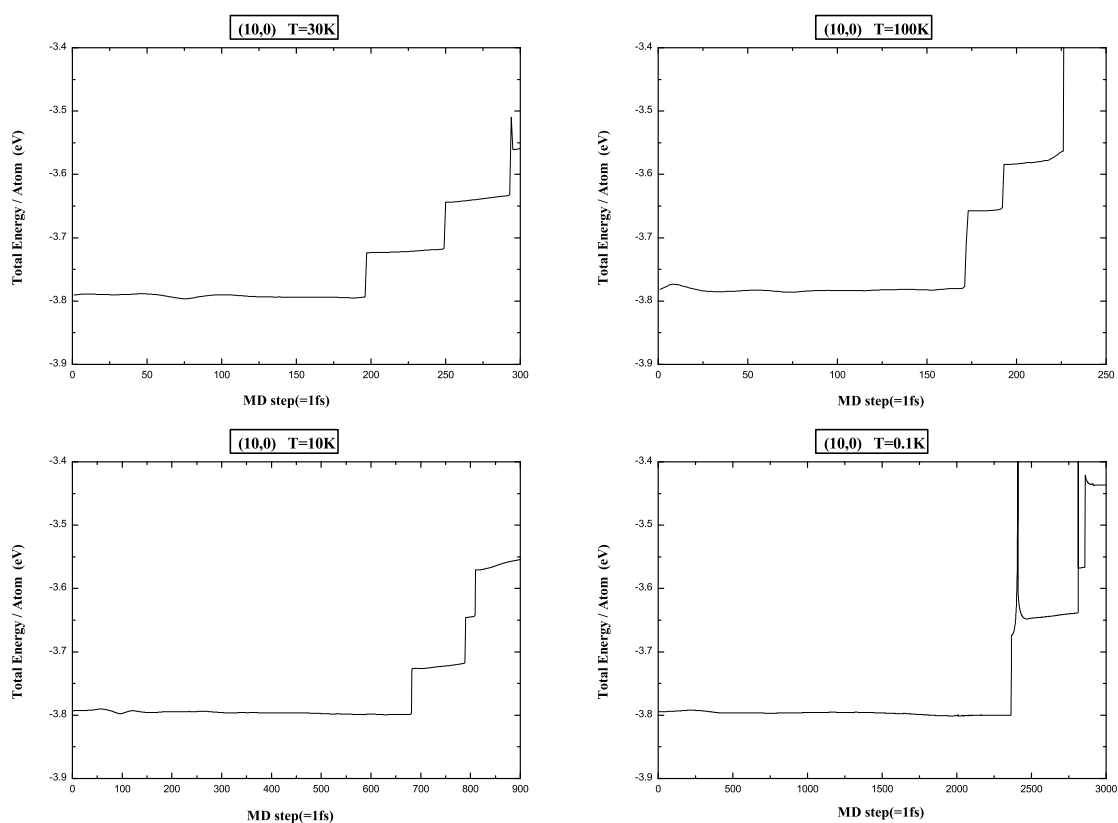 (10,0) T=30K
Total Energy / Atom (eV)
-3.4
-3.5
-3.6
-3.7
-3.8
-3.9
0 50 100 150 200 250 300
MD step(=1fs)
(10,0) T=100K
Total Energy / Atom (eV)
-3.4
-3.5
-3.6
-3.7
-3.8
-3.9
0 50 100 150 200 250
MD step(=1fs)
(10,0) T=10K
Total Energy / Atom (eV)
-3.4
-3.5
-3.6
-3.7
-3.8
-3.9
0 100 200 300 400 500 600 700 800 900
MD step(=1fs)
(10,0) T=0.1K
Total Energy / Atom (eV)
-3.4
-3.5
-3.6
-3.7
-3.8
-3.9
0 500 1000 1500 2000 2500 3000
MD step(=1fs)